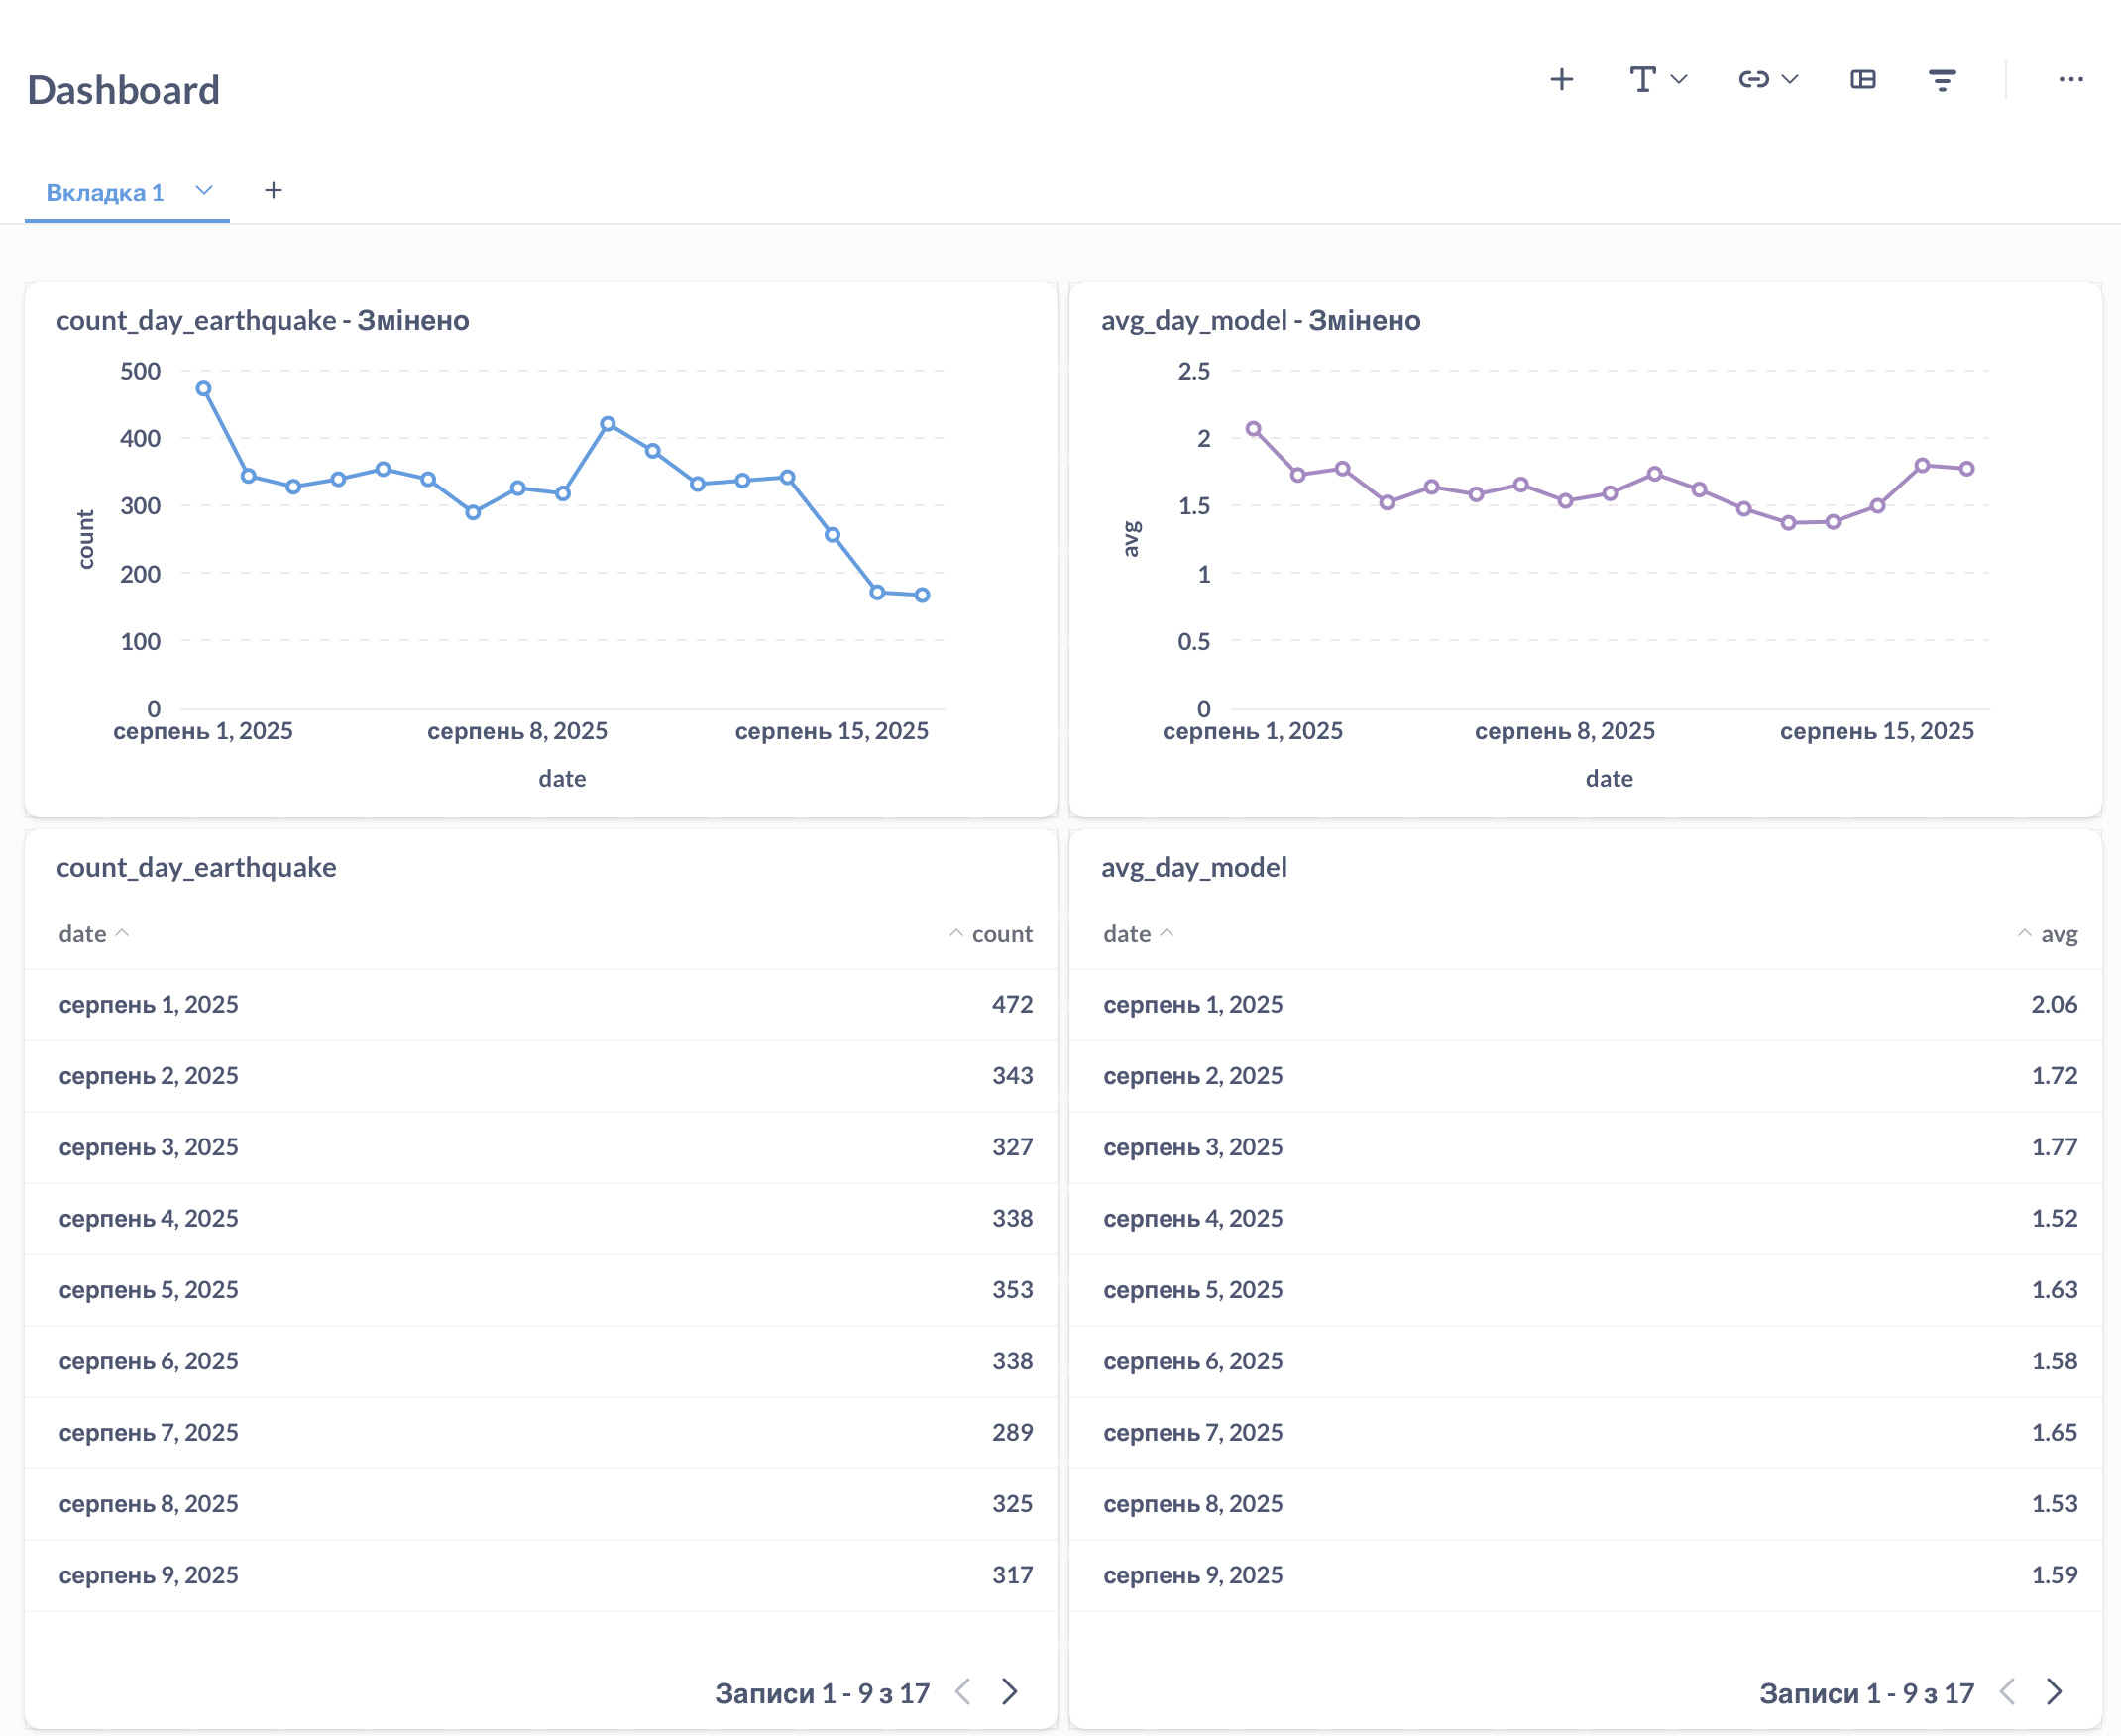 Dashboard
Вкладка 1
count_day_earthquake - Змінено
500
400
300
200
100
0
count
серпень 1, 2025 серпень 8, 2025 серпень 15, 2025
date
avg_day_model - Змінено
2.5
2
1.5
1
0.5
0
avg
серпень 1, 2025 серпень 8, 2025 серпень 15, 2025
date
count_day_earthquake
date count
серпень 1, 2025 472
серпень 2, 2025 343
серпень 3, 2025 327
серпень 4, 2025 338
серпень 5, 2025 353
серпень 6, 2025 338
серпень 7, 2025 289
серпень 8, 2025 325
серпень 9, 2025 317
Записи 1 - 9 з 17
avg_day_model
date avg
серпень 1, 2025 2.06
серпень 2, 2025 1.72
серпень 3, 2025 1.77
серпень 4, 2025 1.52
серпень 5, 2025 1.63
серпень 6, 2025 1.58
серпень 7, 2025 1.65
серпень 8, 2025 1.53
серпень 9, 2025 1.59
Записи 1 - 9 з 17